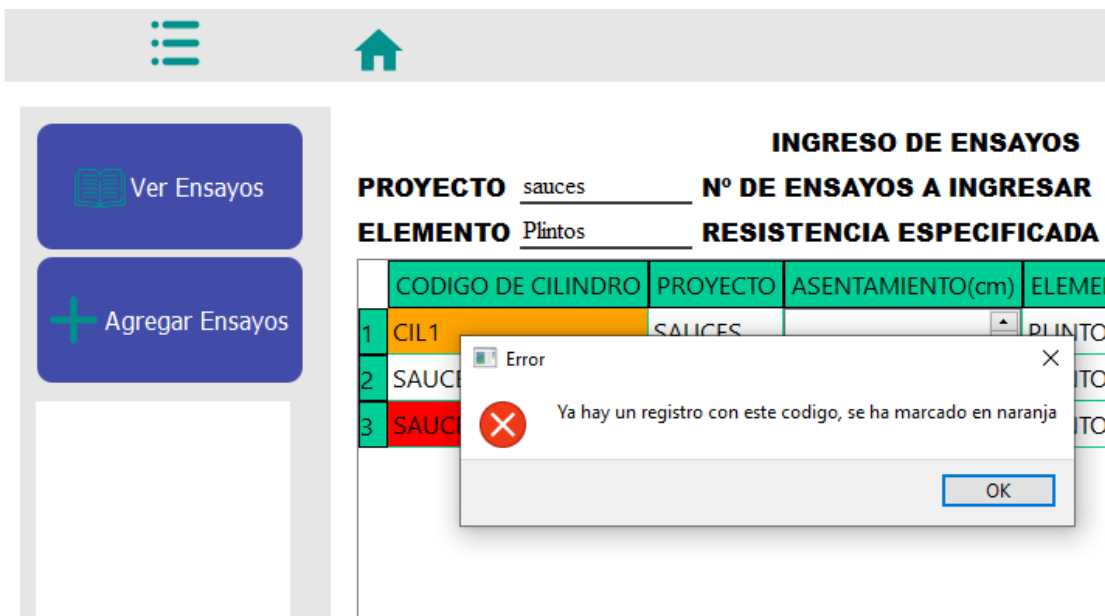 Ver Ensayos
Agregar Ensayos
INGRESO DE ENSAYOS
PROYECTO sauces Nº DE ENSAYOS A INGRESAR
ELEMENTO Plintos RESISTENCIA ESPECIFICADA
CODIGO DE CILINDRO PROYECTO ASENTAMIENTO(cm)
1 CIL1 SAUCES
2
3
Error
Ya hay un registro con este codigo, se ha marcado en naranja
OK